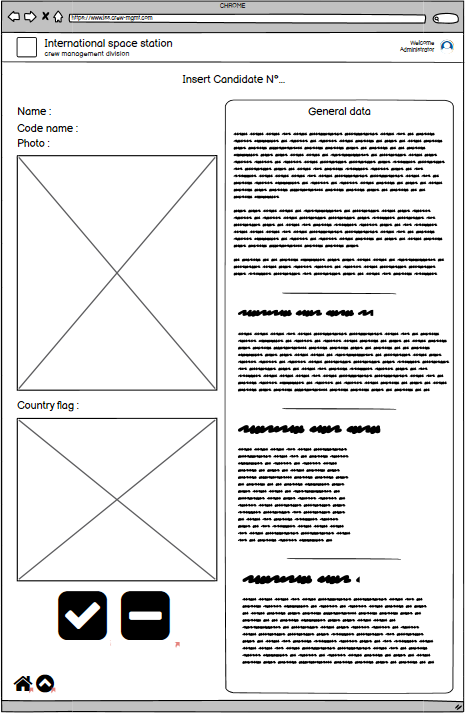 CHROME
https://www.iss.crew-mgmt.com
International space station
crew management division
Welcome
Administrator
Insert Candidate N°...
Name :
Code name :
Photo :
Country flag :
General data